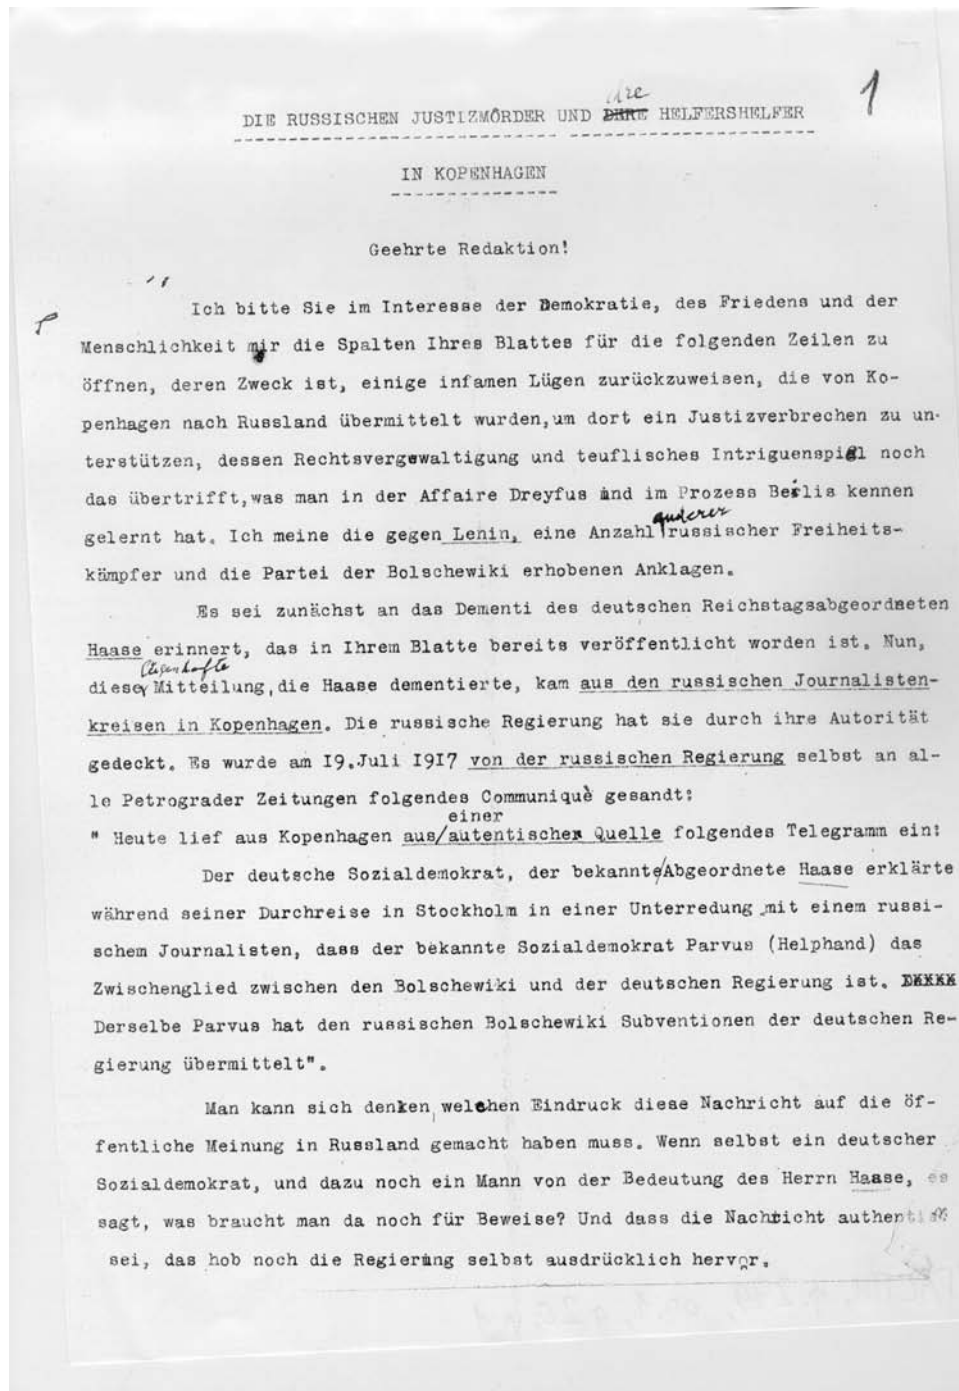 1
ihre
DIE RUSSISCHEN JUSTIZMÖRDER UND IHRE HELFERSHELFER
IN KOPENHAGEN
Geehrte Redaktion!
Ich bitte Sie im Interesse der Demokratie, des Friedens und der
Menschlichkeit mir die Spalten Ihres Blattes für die folgenden Zeilen zu
öffnen, deren Zweck ist, einige infamen Lügen zurückzuweisen, die von Ko-
penhagen nach Russland übermittelt wurden,um dort ein Justizverbrechen zu un-
terstützen, dessen Rechtsvergewaltigung und teuflisches Intriguenspiel noch
das übertrifft,was man in der Affaire Dreyfus und im Prozess Beilis kennen
anderer
gelernt hat. Ich meine die gegen Lenin, eine Anzahl russischer Freiheits-
kämpfer und die Partei der Bolschewiki erhobenen Anklagen.
Es sei zunächst an das Dementi des deutschen Reichstagsabgeordneten
Haase erinnert, das in Ihrem Blatte bereits veröffentlicht worden ist. Nun,
lügenhafte
diese Mitteilung,die Haase dementierte, kam aus den russischen Journalisten-
kreisen in Kopenhagen. Die russische Regierung hat sie durch ihre Autorität
gedeckt. Es wurde am 19.Juli 1917 von der russischen Regierung selbst an al-
le Petrograder Zeitungen folgendes Communiquè gesandt:
einer
" Heute lief aus Kopenhagen aus/autentischen Quelle folgendes Telegramm ein:
Der deutsche Sozialdemokrat, der bekannte/Abgeordnete Haase erklärte
während seiner Durchreise in Stockholm in einer Unterredung mit einem russi-
schem Journalisten, dass der bekannte Sozialdemokrat Parvus (Helphand) das
Zwischenglied zwischen den Bolschewiki und der deutschen Regierung ist.
Derselbe Parvus hat den russischen Bolschewiki Subventionen der deutschen Re-
gierung übermittelt".
Man kann sich denken, welchen Eindruck diese Nachricht auf die öf-
fentliche Meinung in Russland gemacht haben muss. Wenn selbst ein deutscher
Sozialdemokrat, und dazu noch ein Mann von der Bedeutung des Herrn Haase, es
sagt, was braucht man da noch für Beweise? Und dass die Nachricht authentisch
sei, das hob noch die Regierung selbst ausdrücklich hervor.